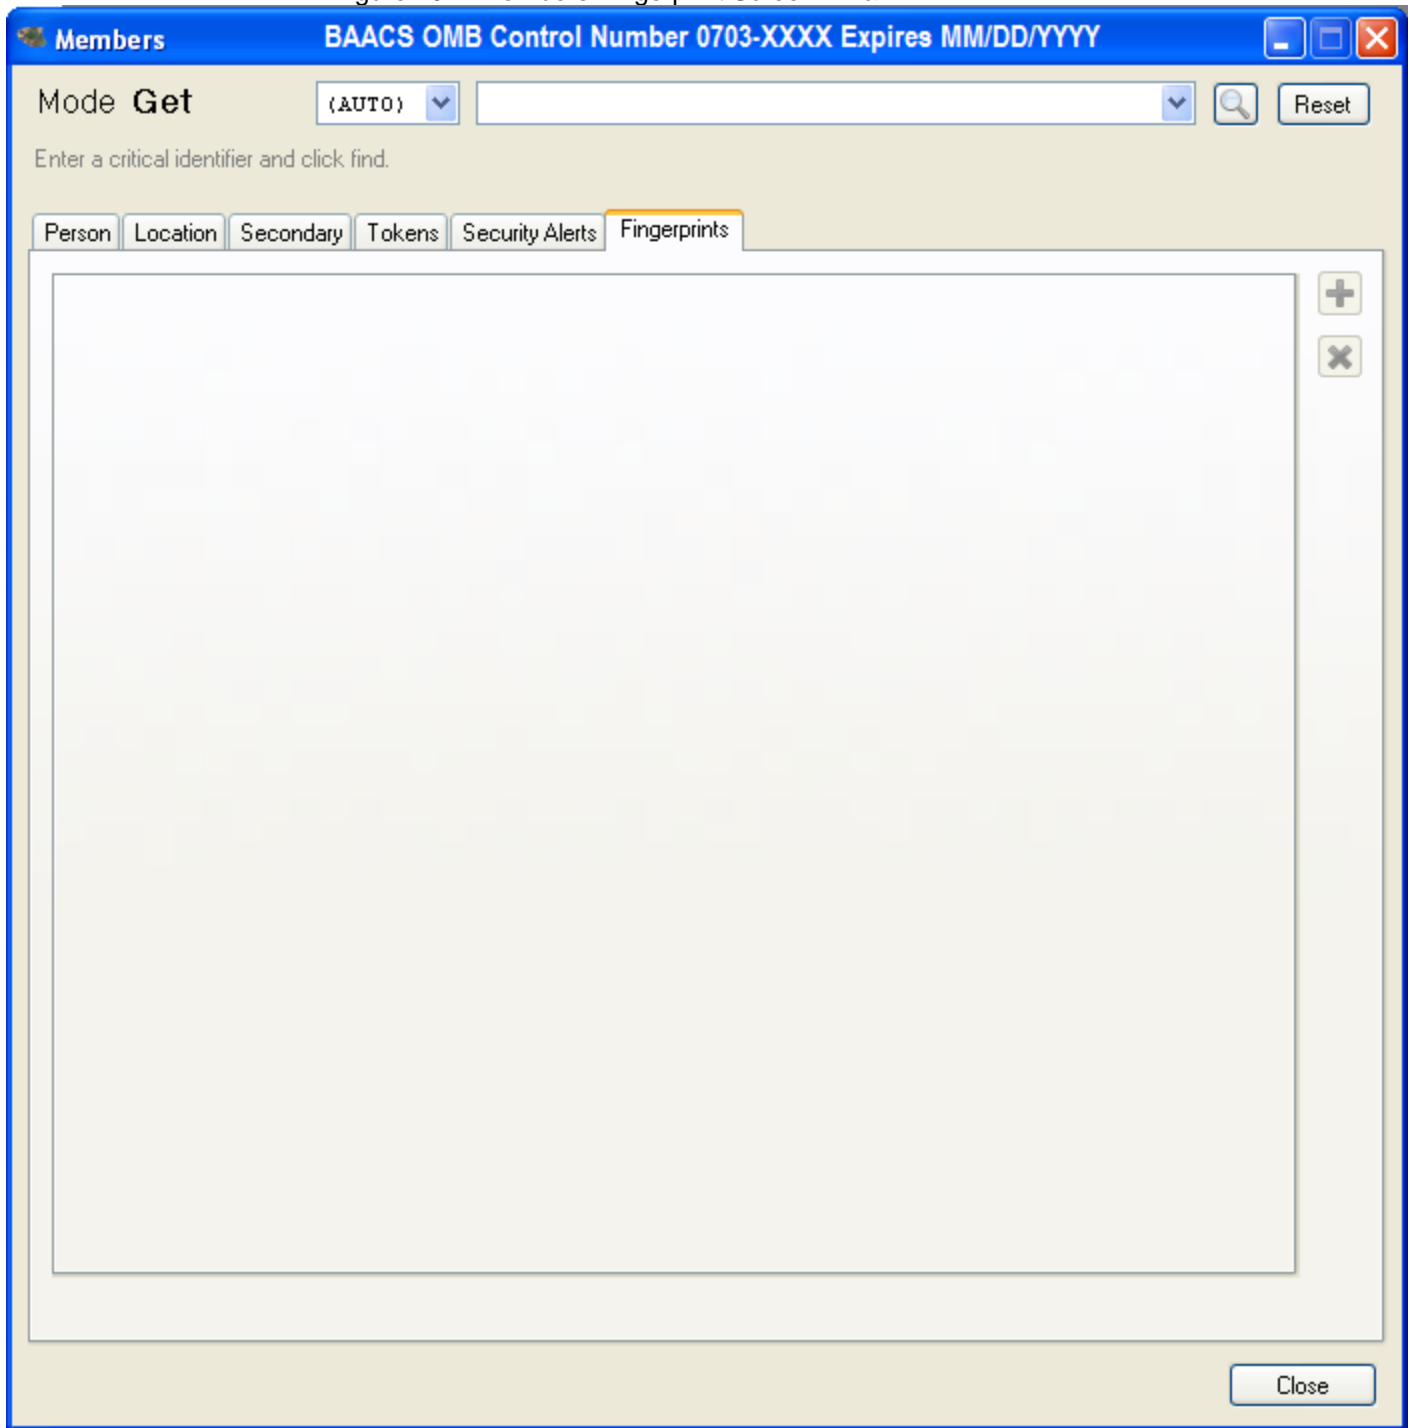 Members BAACS OMB Control Number 0703-XXXX Expires MM/DD/YYYY
Mode Get (AUTO) Reset
Enter a critical identifier and click find.
Person Location Secondary Tokens Security Alerts Fingerprints
Close